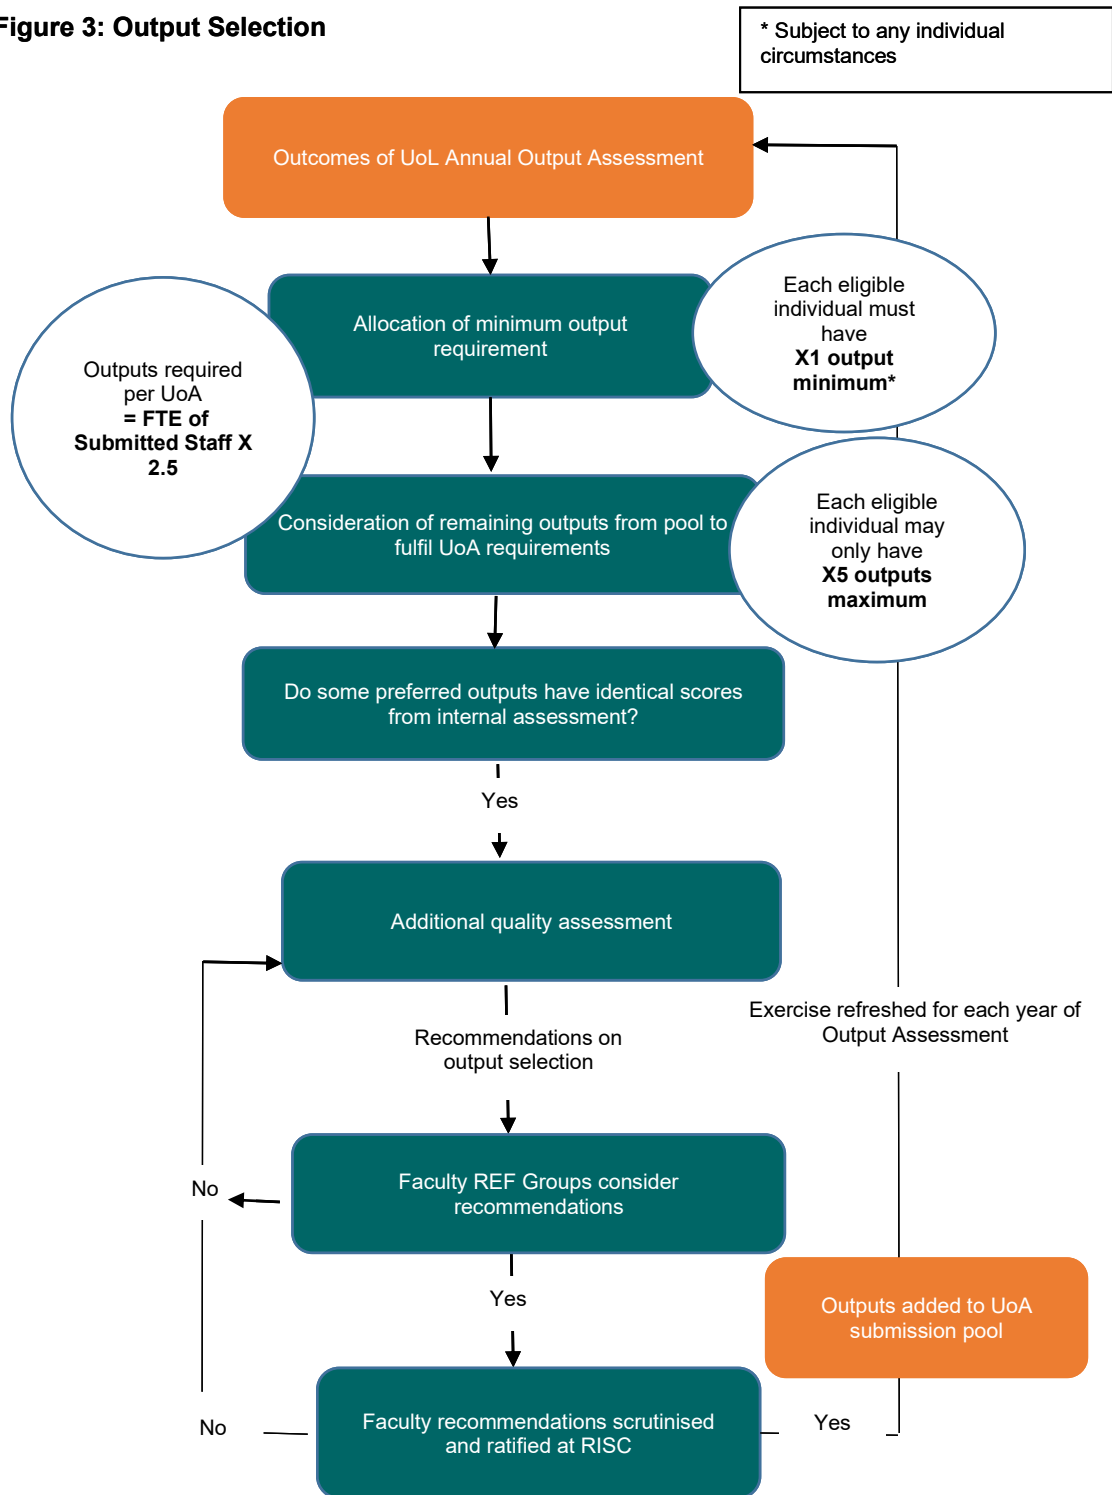 Figure 3: Output Selection
* Subject to any individual
circumstances
Outcomes of UoL Annual Output Assessment
Allocation of minimum output
requirement
Each eligible
individual must
have
X1 output
minimum*
Outputs required
per UoA
= FTE of
Submitted Staff X
2.5
Consideration of remaining outputs from pool to
fulfil UoA requirements
Each eligible
individual may
only have
X5 outputs
maximum
Do some preferred outputs have identical scores
from internal assessment?
Yes
Additional quality assessment
Recommendations on
output selection
Exercise refreshed for each year of
Output Assessment
Faculty REF Groups consider
recommendations
No
Yes
Outputs added to UoA
submission pool
Faculty recommendations scrutinised
and ratified at RISC
No
Yes